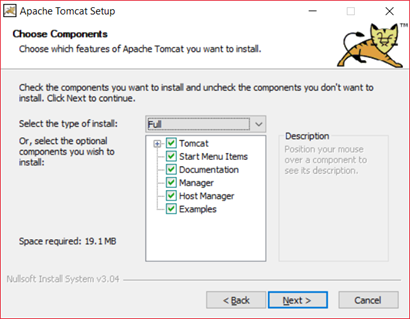 Apache Tomcat Setup
Choose Components
Choose which features of Apache Tomcat you want to install.
TM
Check the components you want to install and uncheck the components you don't want to
install. Click Next to continue.
Select the type of install:
Full
Or, select the optional
components you wish to
install:
Tomcat
Start Menu Items
Documentation
Manager
Host Manager
Examples
Description
Position your mouse
over a component to
see its description.
Space required: 19.1 MB
Nullsoft Install System v3.04
< Back
Next >
Cancel